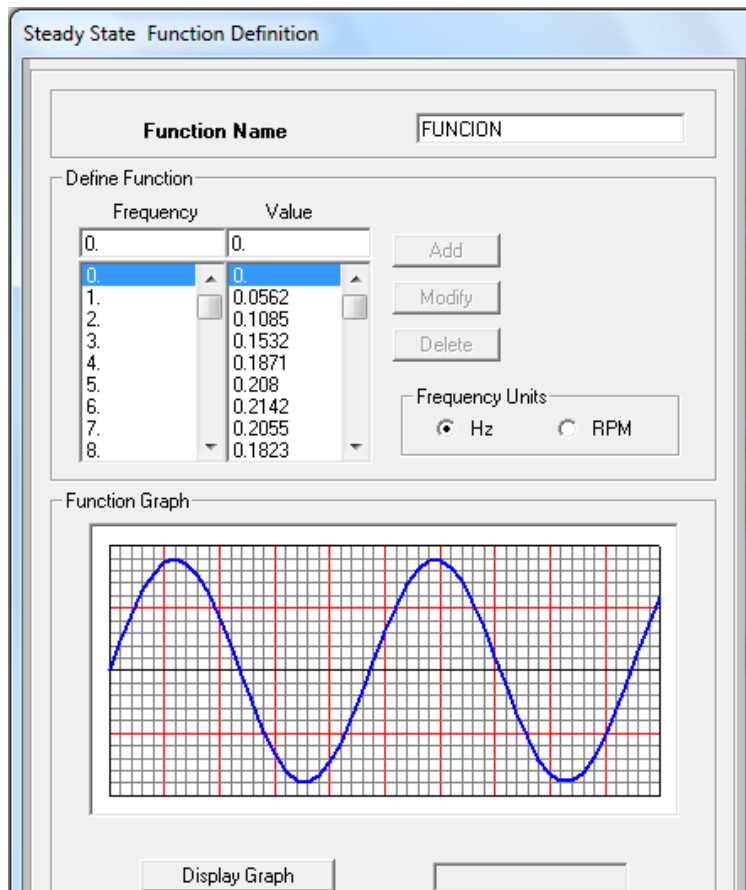 Steady State Function Definition
Function Name
FUNCION
Define Function
Frequency Value
0. 0.
0. 0.
1. 0.0562
2. 0.1085
3. 0.1532
4. 0.1871
5. 0.208
6. 0.2142
7. 0.2055
8. 0.1823
Add
Modify
Delete
Frequency Units
Hz RPM
Function Graph
Display Graph